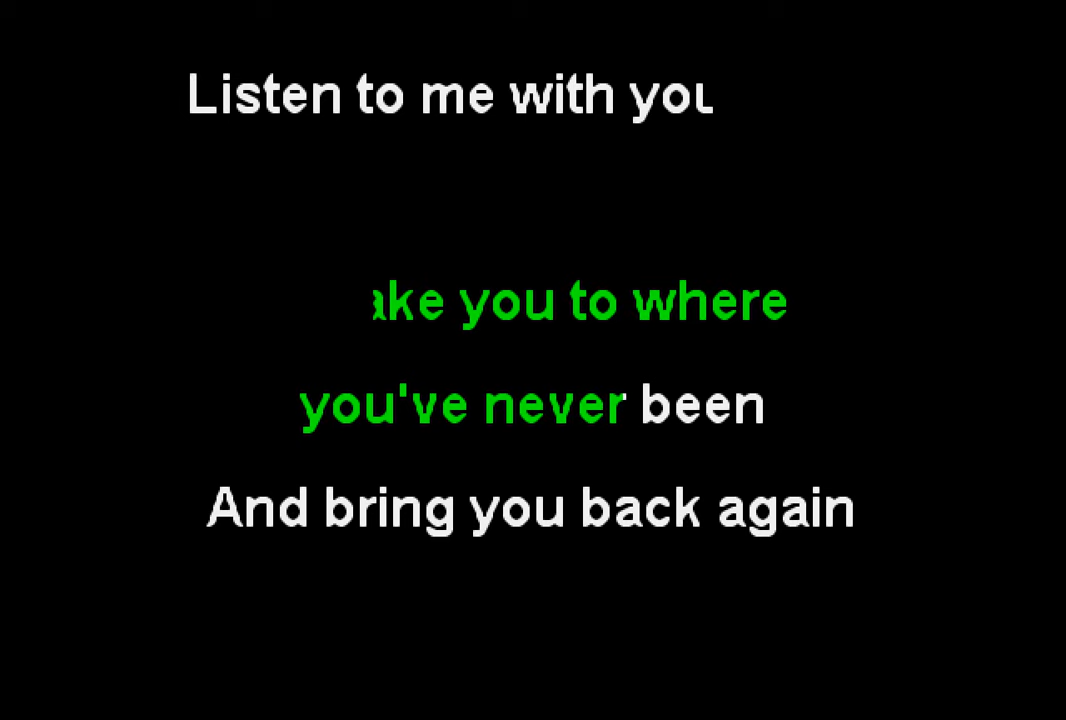 Listen to me with you
ake you to where
you've never been
And bring you back again